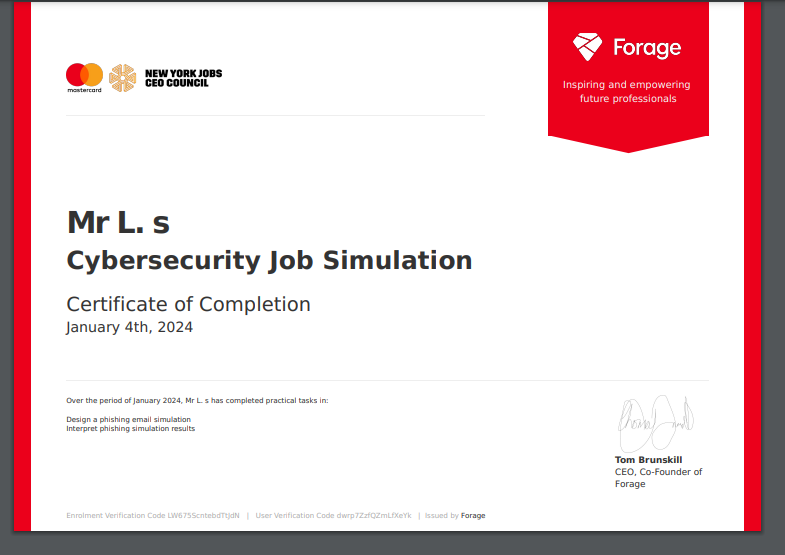 mastercard
NEW YORK JOBS
CEO COUNCIL
Forage
Inspiring and empowering
future professionals
Mr L. s
Cybersecurity Job Simulation
Certificate of Completion
January 4th, 2024
Over the period of January 2024, Mr L. s has completed practical tasks in:
Design a phishing email simulation
Interpret phishing simulation results
Tom Brunskill
CEO, Co-Founder of
Forage
Enrolment Verification Code LW675ScntebdTtJdN | User Verification Code dwrp7ZzfQZmLfXeYk | Issued by Forage